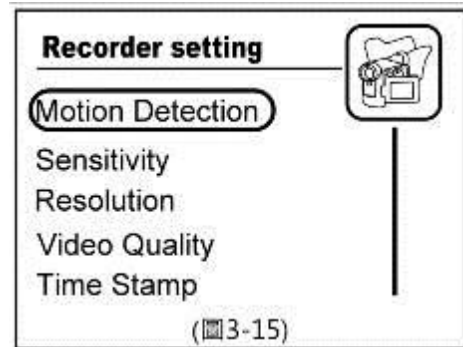 Recorder setting
Motion Detection
Sensitivity
Resolution
Video Quality
Time Stamp
(圖3-15)